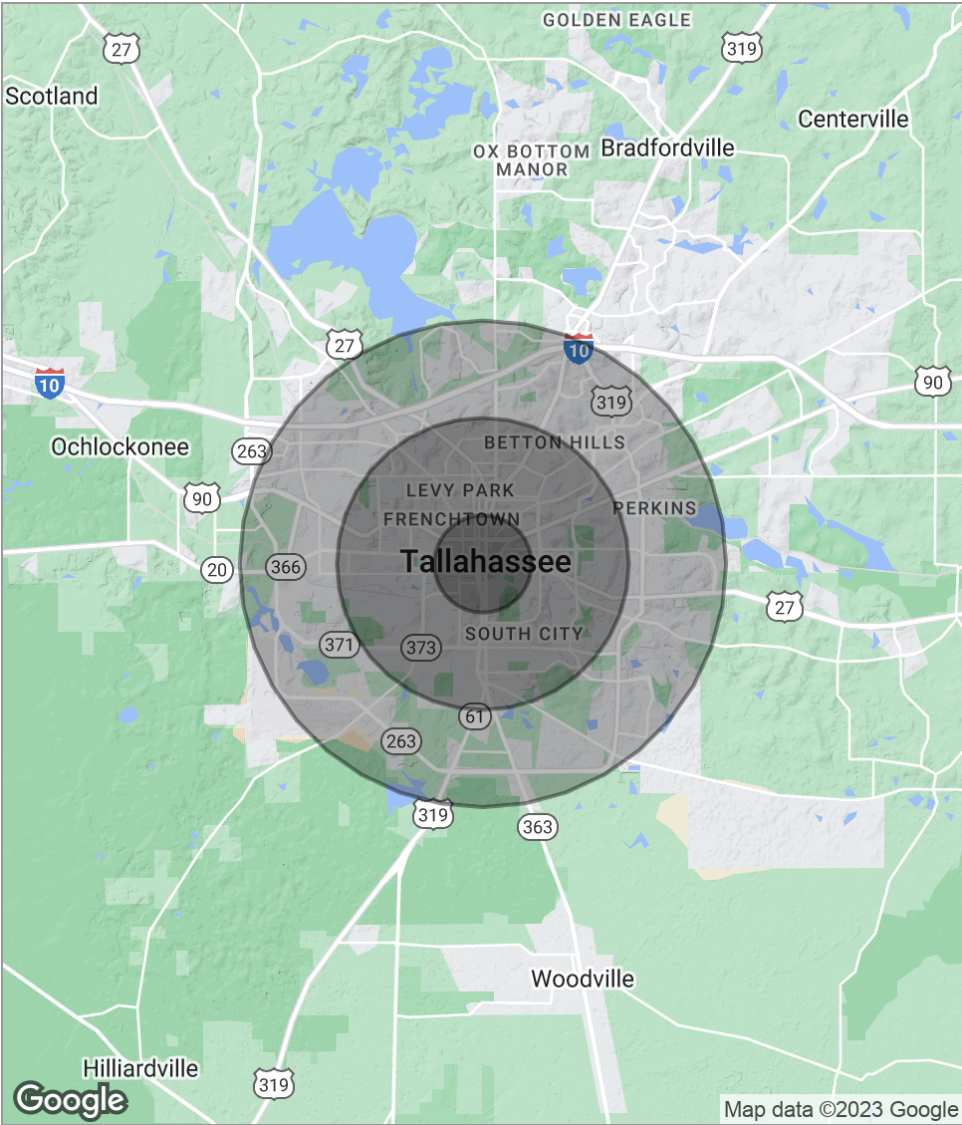 GOLDEN EAGLE
27
319
Scotland
Centerville
OX BOTTOM
MANOR
Bradfordville
27
10
10
90
319
BETTON HILLS
Ochlockonee
263
90
LEVY PARK
PERKINS
FRENCHTOWN
Tallahassee
20
366
27
SOUTH CITY
371
373
61
263
319
363
Woodville
Hilliardville
319
Google
Map data ©2023 Google